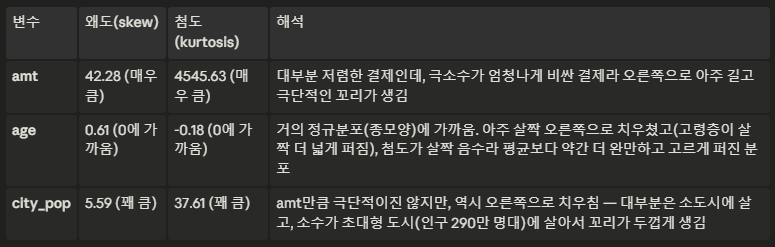 변수 왜도(skew) 첨도 해석
(kurtosis)
amt 42.28 (매우 4545.63 (매 대부분 저렴한 결제인데, 극소수가 엄청나게 비싼 결제라 오른쪽으로 아주 길고
큼) 우 큼) 극단적인 꼬리가 생김
age 0.61 (0에 가 -0.18 (0에 가 거의 정규분포(종모양)에 가까움. 아주 살짝 오른쪽으로 치우쳤고(고령층이 살
까움) 까움) 짝 더 넓게 퍼짐), 첨도가 살짝 음수라 평균보다 약간 더 완만하고 고르게 퍼진 분
포
city_pop 5.59 (꽤 큼) 37.61 (꽤 큼) amt만큼 극단적이진 않지만, 역시 오른쪽으로 치우침 — 대부분은 소도시에 살
고, 소수가 초대형 도시(인구 290만 명대)에 살아서 꼬리가 두껍게 생김